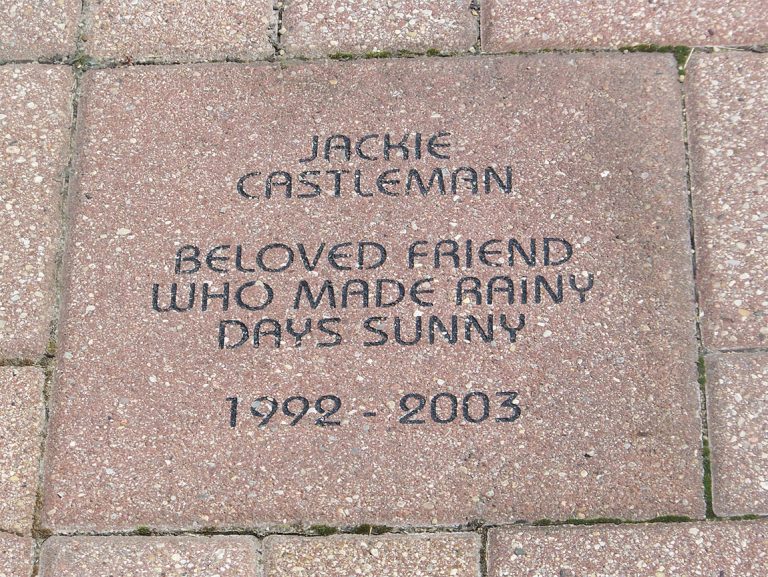 JACKIE
CASTLEMAN
BELOVED FRIEND
WHO MADE RAINY
DAYS SUNNY
1992 - 2003